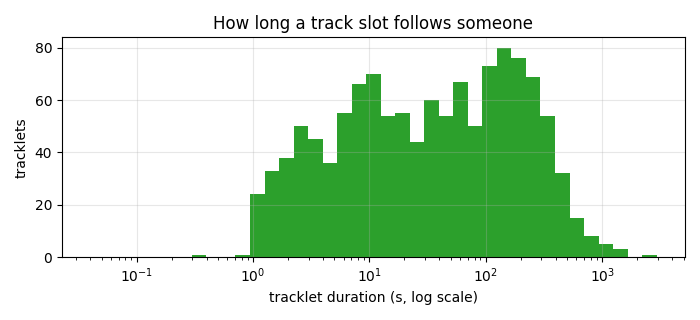 How long a track slot follows someone
80
60
40
20
0
tracklets
10⁻¹ 10⁰ 10¹ 10² 10³
tracklet duration (s, log scale)